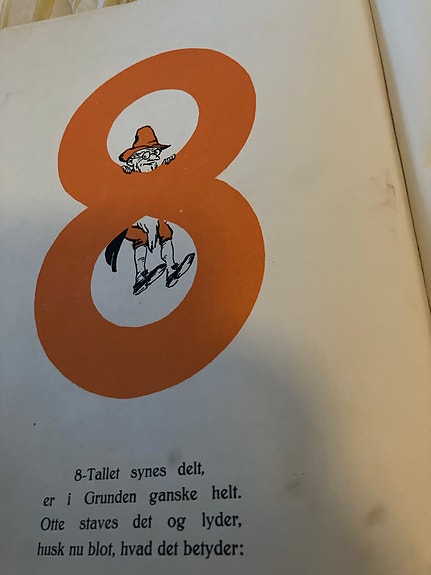 8
8-Tallet synes delt,
er i Grunden ganske helt.
Otte staves det og lyder,
husk nu blot, hvad det betyder: